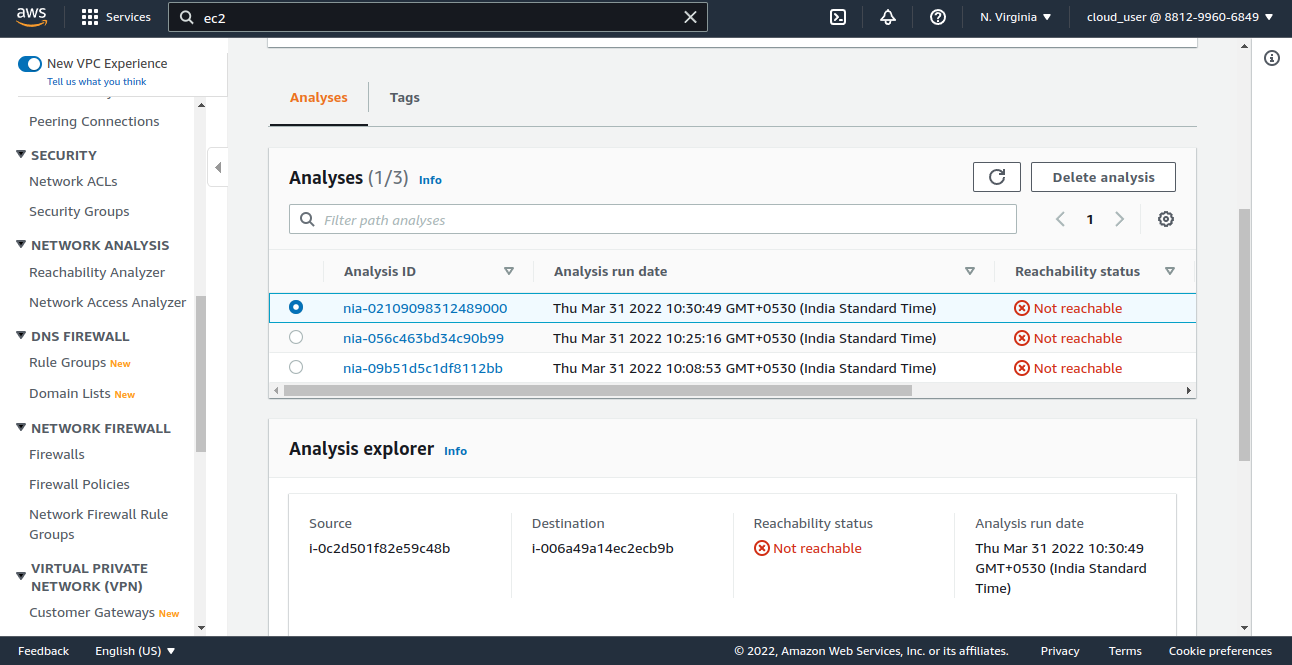 aws
Services
ec2
N. Virginia
cloud_user @ 8812-9960-6849
New VPC Experience
Tell us what you think
Peering Connections
SECURITY
Network ACLs
Security Groups
NETWORK ANALYSIS
Reachability Analyzer
Network Access Analyzer
DNS FIREWALL
Rule Groups New
Domain Lists New
NETWORK FIREWALL
Firewalls
Firewall Policies
Network Firewall Rule
Groups
VIRTUAL PRIVATE
NETWORK (VPN)
Customer Gateways New
Analyses Tags
Analyses (1/3) Info
Delete analysis
Filter path analyses
1
Analysis ID Analysis run date Reachability status
nia-02109098312489000 Thu Mar 31 2022 10:30:49 GMT+0530 (India Standard Time) Not reachable
nia-056c463bd34c90b99 Thu Mar 31 2022 10:25:16 GMT+0530 (India Standard Time) Not reachable
nia-09b51d5c1df8112bb Thu Mar 31 2022 10:08:53 GMT+0530 (India Standard Time) Not reachable
Analysis explorer Info
Source Destination Reachability status Analysis run date
i-0c2d501f82e59c48b i-006a49a14ec2ecb9b Not reachable Thu Mar 31 2022 10:30:49
GMT+0530 (India Standard
Time)
Feedback English (US) © 2022, Amazon Web Services, Inc. or its affiliates. Privacy Terms Cookie preferences